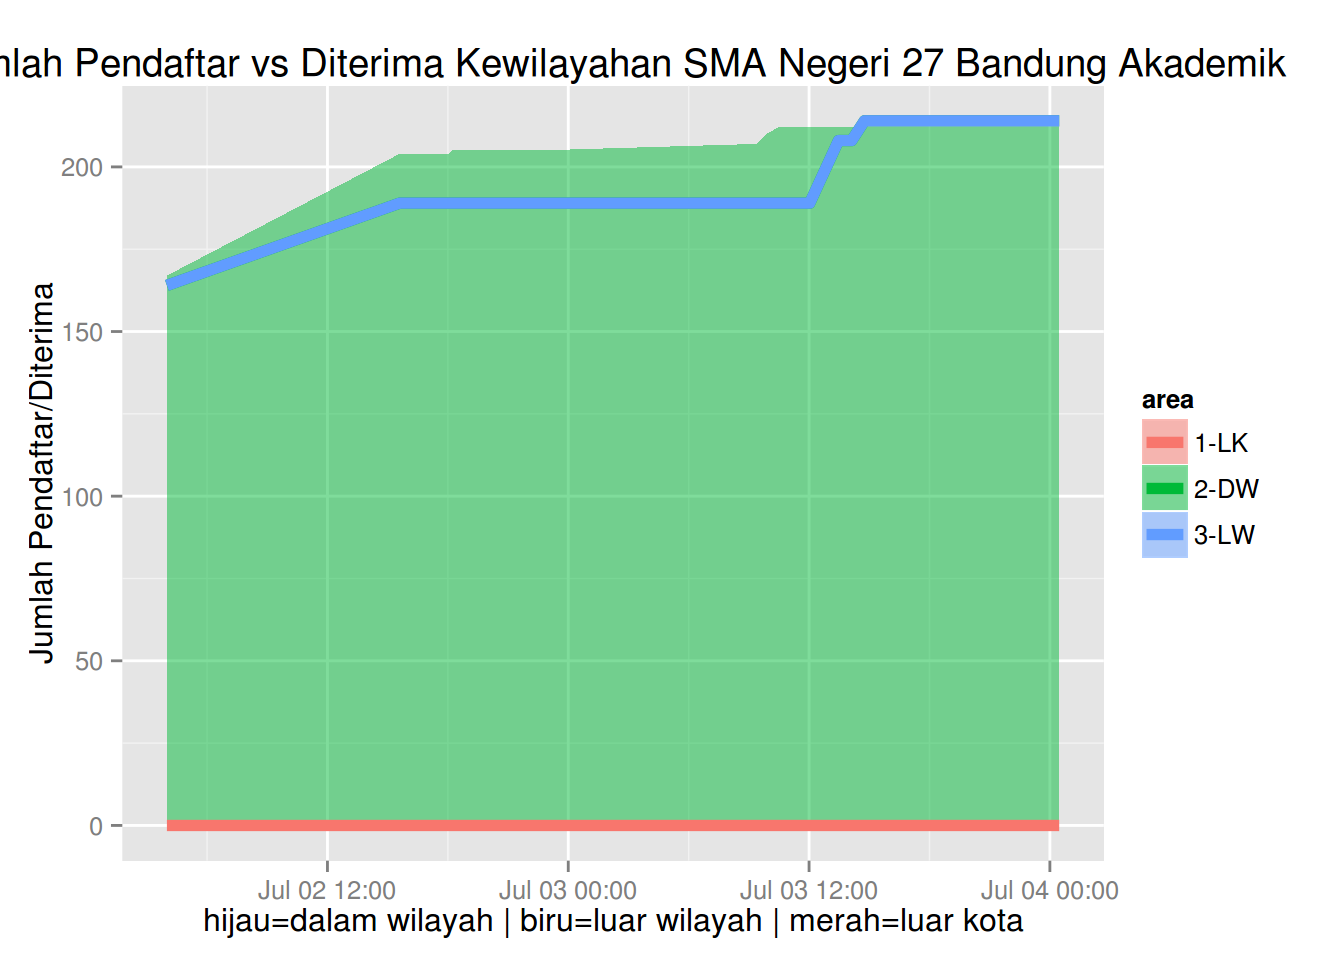 mlah Pendaftar vs Diterima Kewilayahan SMA Negeri 27 Bandung Akademik
Jumlah Pendaftar/Diterima
200
150
100
50
0
Jul 02 12:00
Jul 03 00:00
Jul 03 12:00
Jul 04 00:00
hijau=dalam wilayah | biru=luar wilayah | merah=luar kota
area
1-LK
2-DW
3-LW